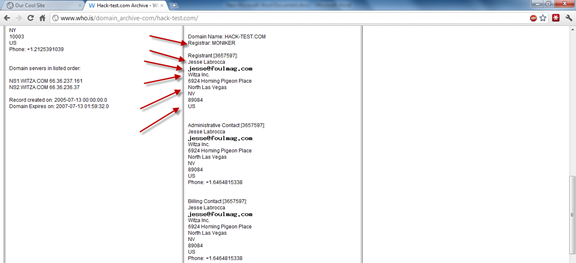 Our Cool Site
Hack-test.com Archive - W
www.who.is/domain_archive-com/hack-test.com/
NY
10003
US
Phone: +1.2125391039
Domain servers in listed order:
NS1.WITZA.COM 66.36.237.161
NS2.WITZA.COM 66.36.236.37
Record created on: 2005-07-13 00:00:00.0
Domain Expires on: 2007-07-13 01:59:32.0
Domain Name: HACK-TEST.COM
Registrar: MONIKER
Registrant [3657597]
Jesse Labrocca
jesse@foulmag.com
Witza Inc.
6924 Homing Pigeon Place
North Las Vegas
NV
89084
US
Administrative Contact [3657597]
Jesse Labrocca
jesse@foulmag.com
Witza Inc.
6924 Homing Pigeon Place
North Las Vegas
NV
89084
US
Phone: +1.6464815338
Billing Contact [3657597]
Jesse Labrocca
jesse@foulmag.com
Witza Inc.
6924 Homing Pigeon Place
North Las Vegas
NV
89084
US
Phone: +1.6464815338